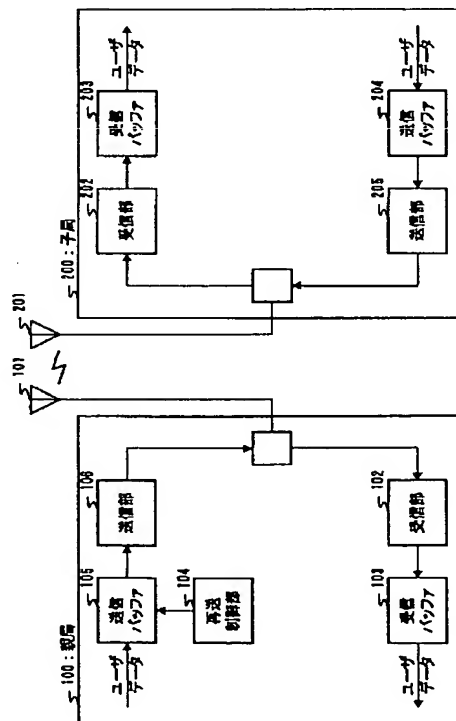 100：親局
ユーザ
データ
105
送信
バッファ
106
送信部
104
再送
制御部
102
受信部
103
受信
バッファ
ユーザ
データ
101
201
200：子局
202
受信部
203
受信
バッファ
ユーザ
データ
204
送信
バッファ
205
送信部
ユーザ
データ